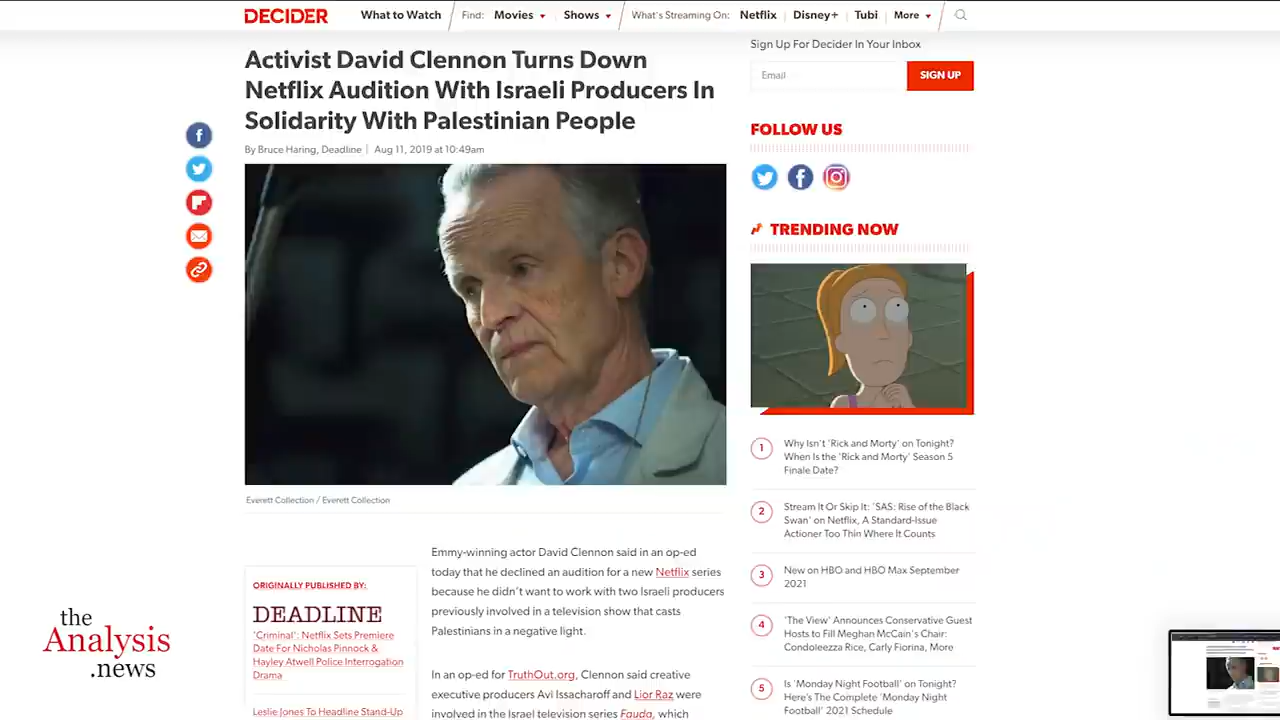 DECIDER
What to Watch
Find: Movies Shows
What's Streaming On: Netflix Disney+ Tubi More
Activist David Clennon Turns Down
Netflix Audition With Israeli Producers In
Solidarity With Palestinian People
By Bruce Haring, Deadline | Aug 11, 2019 at 10:49am
Everett Collection / Everett Collection
ORIGINALLY PUBLISHED BY:
DEADLINE
'Criminal': Netflix Sets Premiere
Date For Nicholas Pinnock &
Hayley Atwell Police Interrogation
Drama
Leslie Jones To Headline Stand-Up
Emmy-winning actor David Clennon said in an op-ed
today that he declined an audition for a new Netflix series
because he didn't want to work with two Israeli producers
previously involved in a television show that casts
Palestinians in a negative light.
In an op-ed for TruthOut.org, Clennon said creative
executive producers Avi Issacharoff and Lior Raz were
involved in the Israel television series Fauda, which
Sign Up For Decider In Your Inbox
Email
SIGN UP
FOLLOW US
TRENDING NOW
1
Why Isn't 'Rick and Morty' on Tonight?
When Is the 'Rick and Morty' Season 5
Finale Date?
2
Stream It Or Skip It: 'SAS: Rise of the Black
Swan' on Netflix, A Standard-Issue
Actioner Too Thin Where It Counts
3
New on HBO and HBO Max September
2021
4
'The View' Announces Conservative Guest
Hosts to Fill Meghan McCain's Chair:
Condoleezza Rice, Carly Fiorina, More
5
Is 'Monday Night Football' on Tonight?
Here's The Complete 'Monday Night
Football' 2021 Schedule
the
Analysis
.news